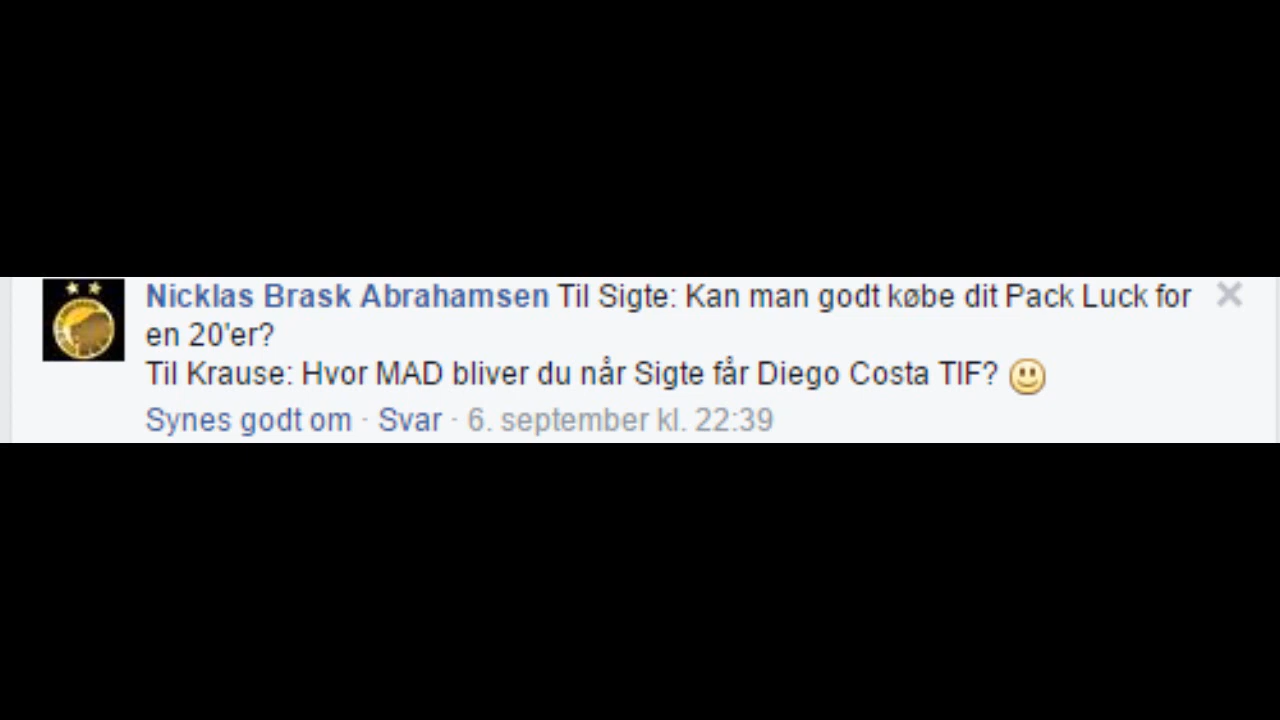 Nicklas Brask Abrahamsen Til Sigte: Kan man godt købe dit Pack Luck for
en 20'er?
Til Krause: Hvor MAD bliver du når Sigte får Diego Costa TIF?
Synes godt om · Svar · 6. september kl. 22:39